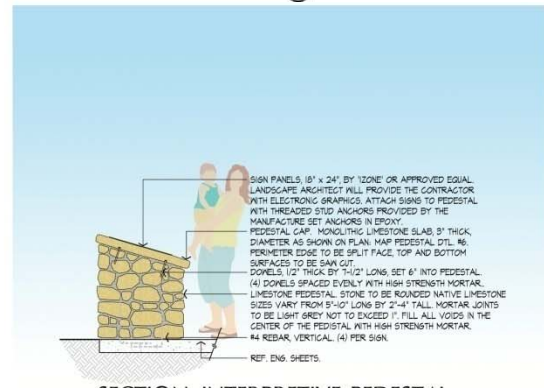 SIGN PANELS, 18" x 24", BY 'IZONE' OR APPROVED EQUAL.
LANDSCAPE ARCHITECT WILL PROVIDE THE CONTRACTOR
WITH ELECTRONIC GRAPHICS. ATTACH SIGNS TO PEDESTAL
WITH THREADED STUD ANCHORS PROVIDED BY THE
MANUFACTURE SET ANCHORS IN EPOXY.
PEDESTAL CAP. MONOLITHIC LIMESTONE SLAB, 3" THICK,
DIAMETER AS SHOWN ON PLAN: MAP PEDESTAL DTL. #6.
PERIMETER EDGE TO BE SPLIT FACE, TOP AND BOTTOM
SURFACES TO BE SAW CUT.
DOWELS, 1/2" THICK BY 7-1/2" LONG, SET 6" INTO PEDESTAL.
(4) DOWELS SPACED EVENLY WITH HIGH STRENGTH MORTAR.
LIMESTONE PEDESTAL. STONE TO BE ROUNDED NATIVE LIMESTONE
SIZES VARY FROM 5"-10" LONG BY 2"-4" TALL. MORTAR JOINTS
TO BE LIGHT GREY NOT TO EXCEED 1". FILL ALL VOIDS IN THE
CENTER OF THE PEDISTAL WITH HIGH STRENGTH MORTAR.
#4 REBAR, VERTICAL. (4) PER SIGN.
REF. ENG. SHEETS.
SECTION: INTERPRETIVE PEDESTAL